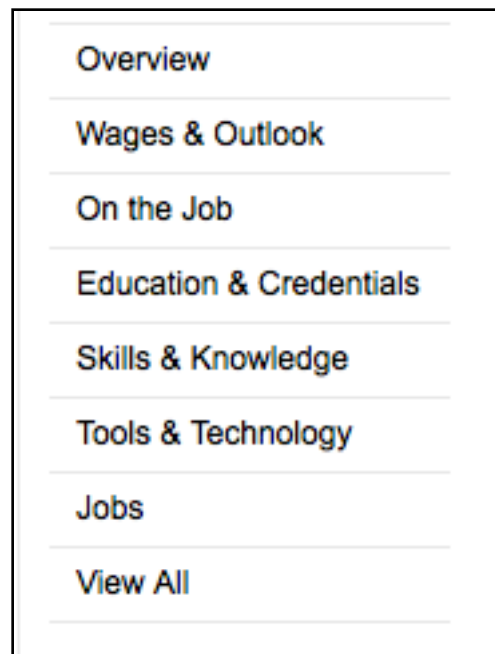 Overview
Wages & Outlook
On the Job
Education & Credentials
Skills & Knowledge
Tools & Technology
Jobs
View All